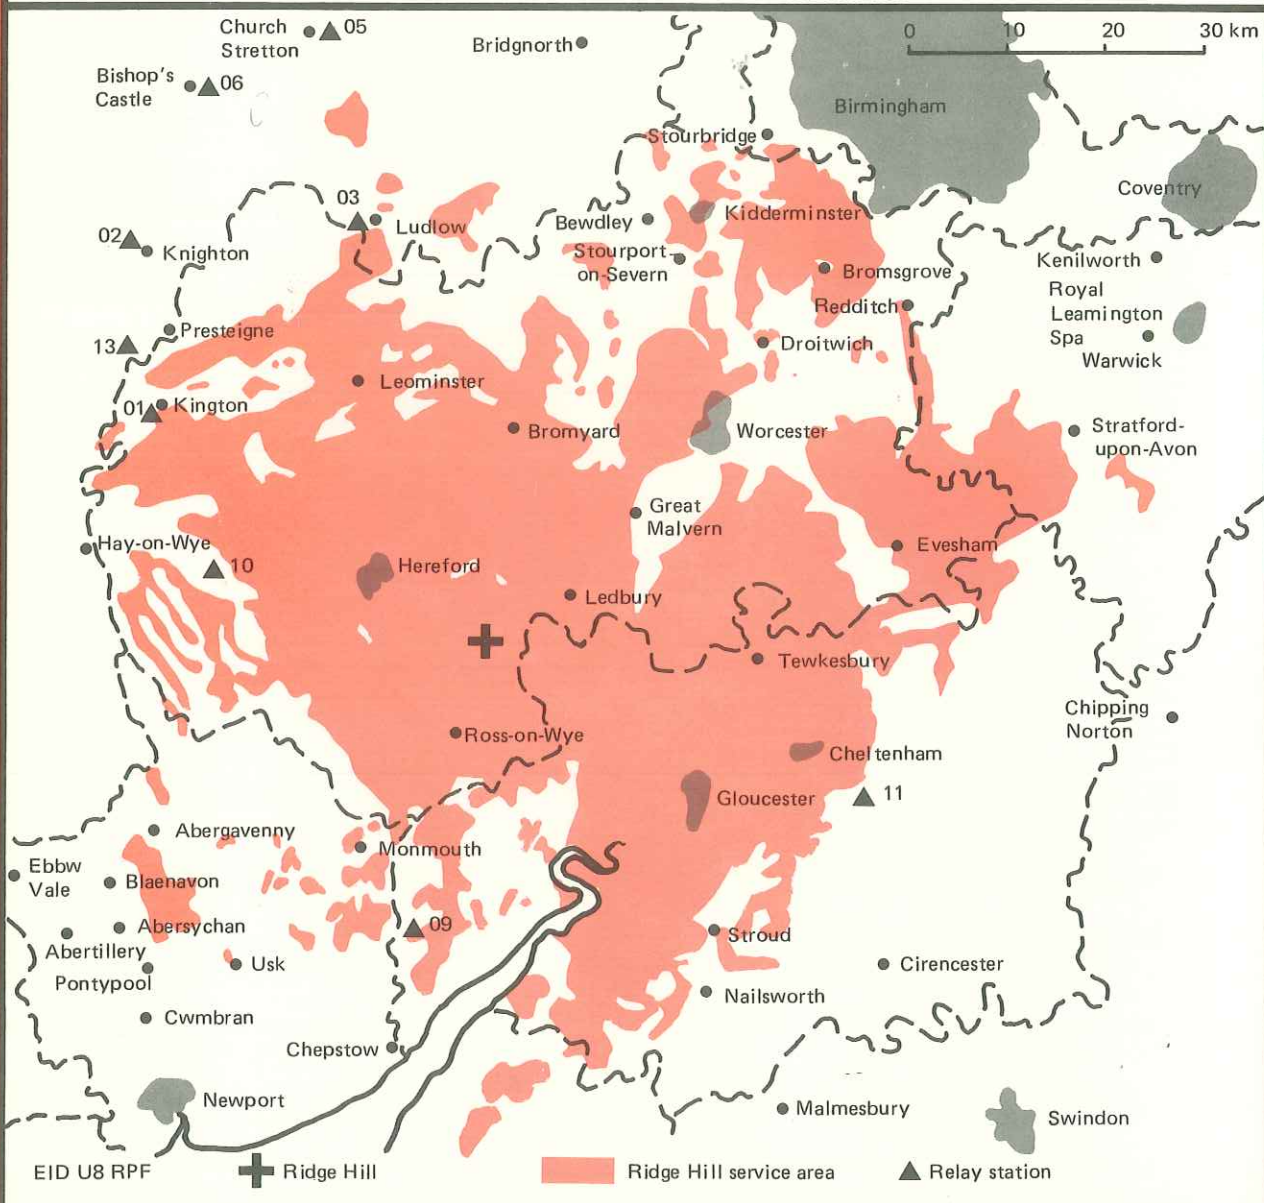 Church
Stretton
05
Bridgnorth
0 10 20 30 km
Bishop's
Castle
06
Birmingham
Stourbridge
Coventry
03
Ludlow
Bewdley
Kidderminster
02
Knighton
Stourport
-on-Severn
Bromsgrove
Kenilworth
Redditch
Royal
Leamington
Spa
Warwick
Presteigne
13
Droitwich
Leominster
01
Kington
Bromyard
Worcester
Stratford-
upon-Avon
Great
Malvern
Hay-on-Wye
10
Hereford
Evesham
Ledbury
Tewkesbury
Chipping
Norton
Ross-on-Wye
Cheltenham
Gloucester
11
Abergavenny
Monmouth
Ebbw
Vale
Blaenavon
Abersychan
09
Abertillery
Stroud
Usk
Cirencester
Pontypool
Nailsworth
Cwmbran
Chepstow
Newport
Malmesbury
Swindon
EID U8 RPF
Ridge Hill
Ridge Hill service area
Relay station